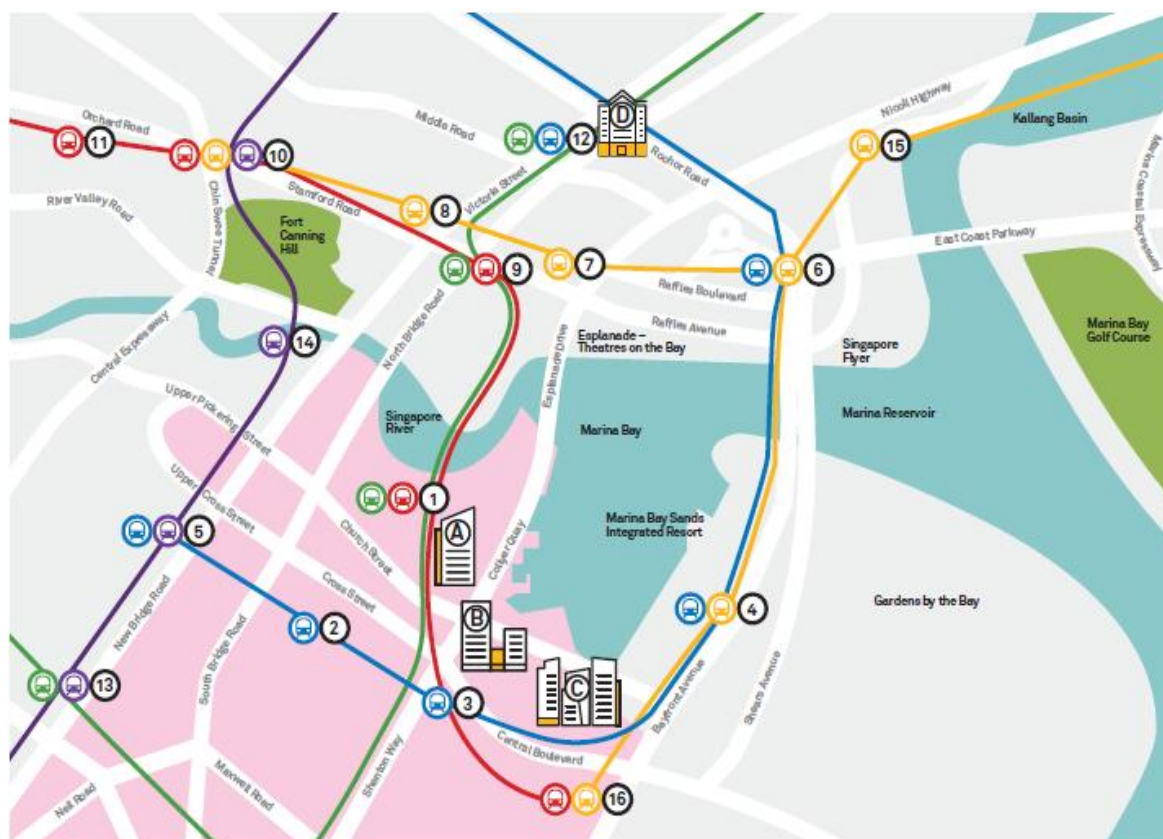 Orchard Road
11
10
Chin Swee Tunnel
River Valley Road
Fort
Canning
Hill
Stamford Road
8
Middle Road
Victoria Street
12
D
Rochor Road
Nicoll Highway
15
Kallang Basin
Marina Coastal Expressway
East Coast Parkway
9
7
6
Raffles Boulevard
Raffles Avenue
North Bridge Road
14
Central Expessway
Esplanade –
Theatres on the Bay
Esplanade Drive
Singapore
Flyer
Marina Bay
Golf Course
Upper Pickering Street
Singapore
River
Marina Bay
Marina Reservoir
Upper Cross Street
Church Street
1
A
Marina Bay Sands
Integrated Resort
5
Collyer Quay
Cross Street
B
4
Gardens by the Bay
New Bridge Road
South Bridge Road
2
13
3
C
Bayfront Avenue
Shears Avenue
Central Boulevard
Shenton Way
Maxwell Road
Neil Road
16